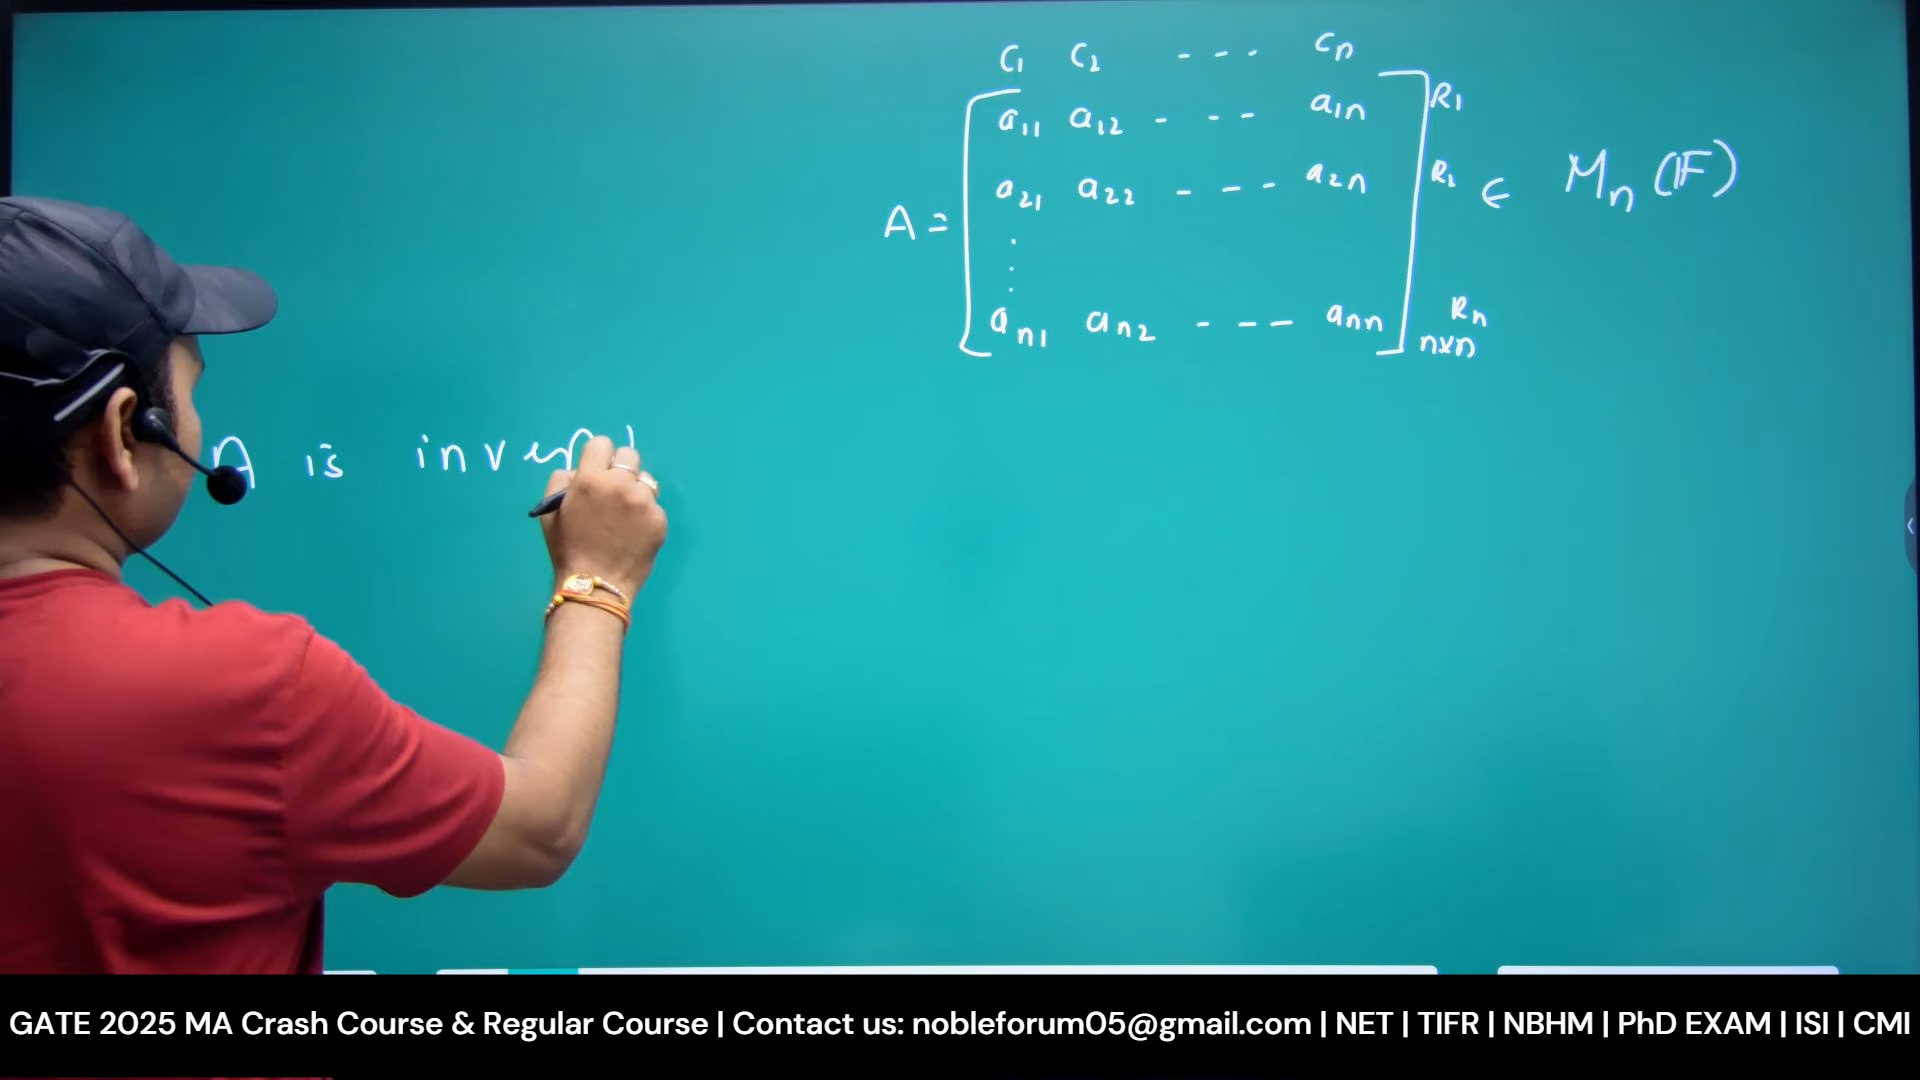 C1 C2 - - - Cn
a11 a12 - - - a1n R1
a21 a22 - - - a2n R2 ∈ Mn (IF)
A =
an1 an2 - - - ann Rn
n×n
A is
GATE 2025 MA Crash Course & Regular Course | Contact us: nobleforum05@gmail.com | NET | TIFR | NBHM | PhD EXAM | ISI | CMI